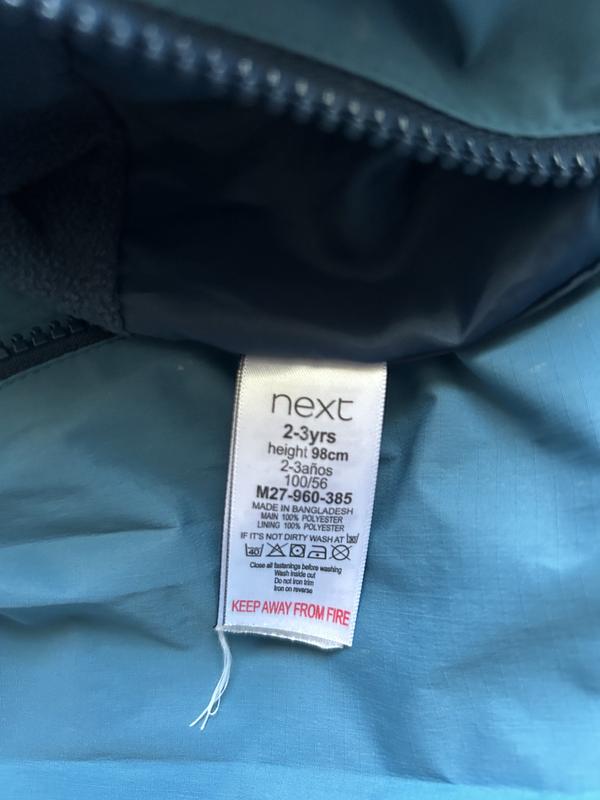 next
2-3yrs
height 98cm
2-3años
100/56
M27-960-385
MADE IN BANGLADESH
MAIN 100% POLYESTER
LINING 100% POLYESTER
IF IT'S NOT DIRTY WASH AT 30
40
Close all fastenings before washing
Wash inside out
Do not iron trim
Iron on reverse
KEEP AWAY FROM FIRE